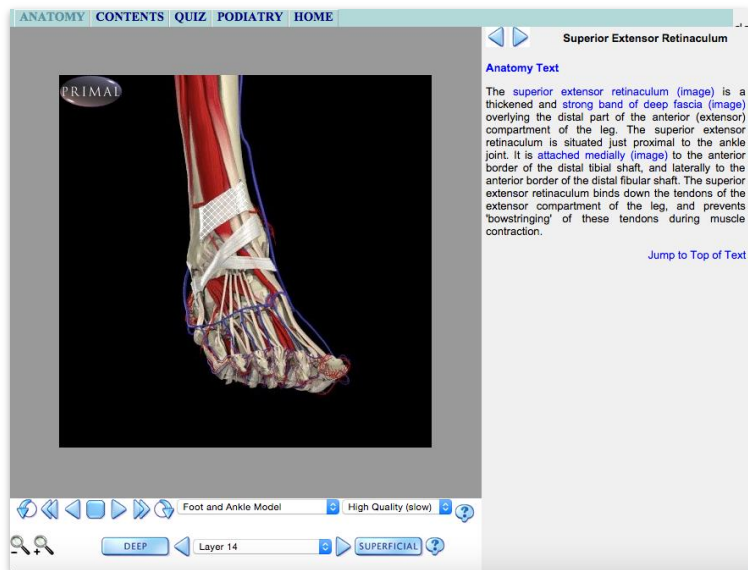 ANATOMY CONTENTS QUIZ PODIATRY HOME
PRIMAL
Superior Extensor Retinaculum
Anatomy Text
The superior extensor retinaculum (image) is a
thickened and strong band of deep fascia (image)
overlying the distal part of the anterior (extensor)
compartment of the leg. The superior extensor
retinaculum is situated just proximal to the ankle
joint. It is attached medially (image) to the anterior
border of the distal tibial shaft, and laterally to the
anterior border of the distal fibular shaft. The superior
extensor retinaculum binds down the tendons of the
extensor compartment of the leg, and prevents
'bowstringing' of these tendons during muscle
contraction.
Jump to Top of Text
Foot and Ankle Model High Quality (slow) ?
DEEP Layer 14 SUPERFICIAL ?